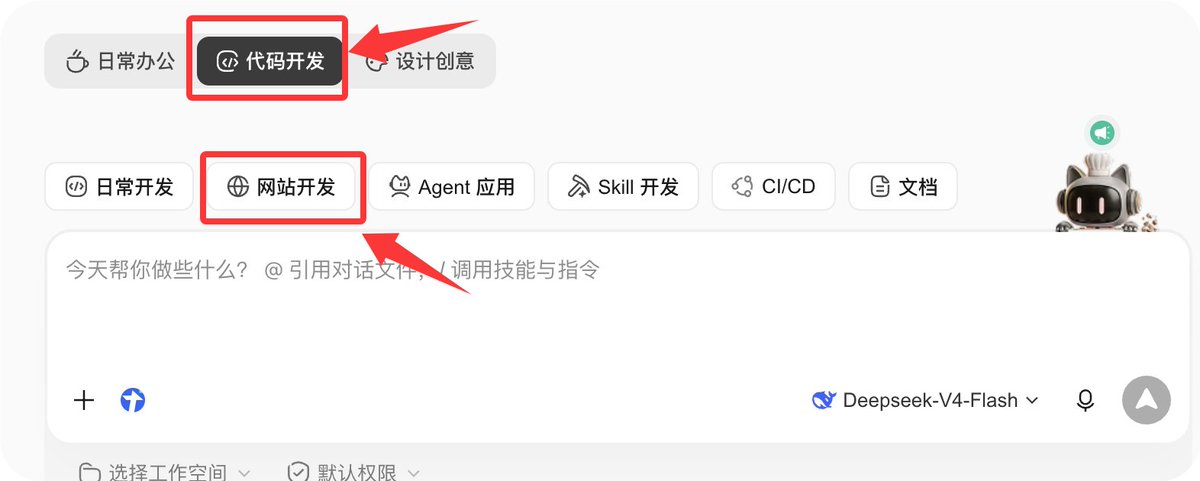 日常办公 代码开发 设计创意
日常开发 网站开发 Agent 应用 Skill 开发 CI/CD 文档
今天帮你做些什么? @ 引用对话文件, / 调用技能与指令
Deepseek-V4-Flash
选择工作空间 默认权限